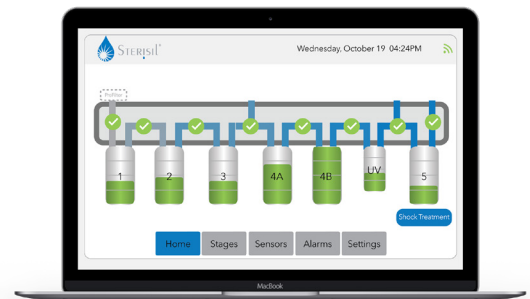 STERISIL®
Wednesday, October 19 04:24PM
Prefilter
1
2
3
4A
4B
UV
5
Shock Treatment
Home
Stages
Sensors
Alarms
Settings
MacBook